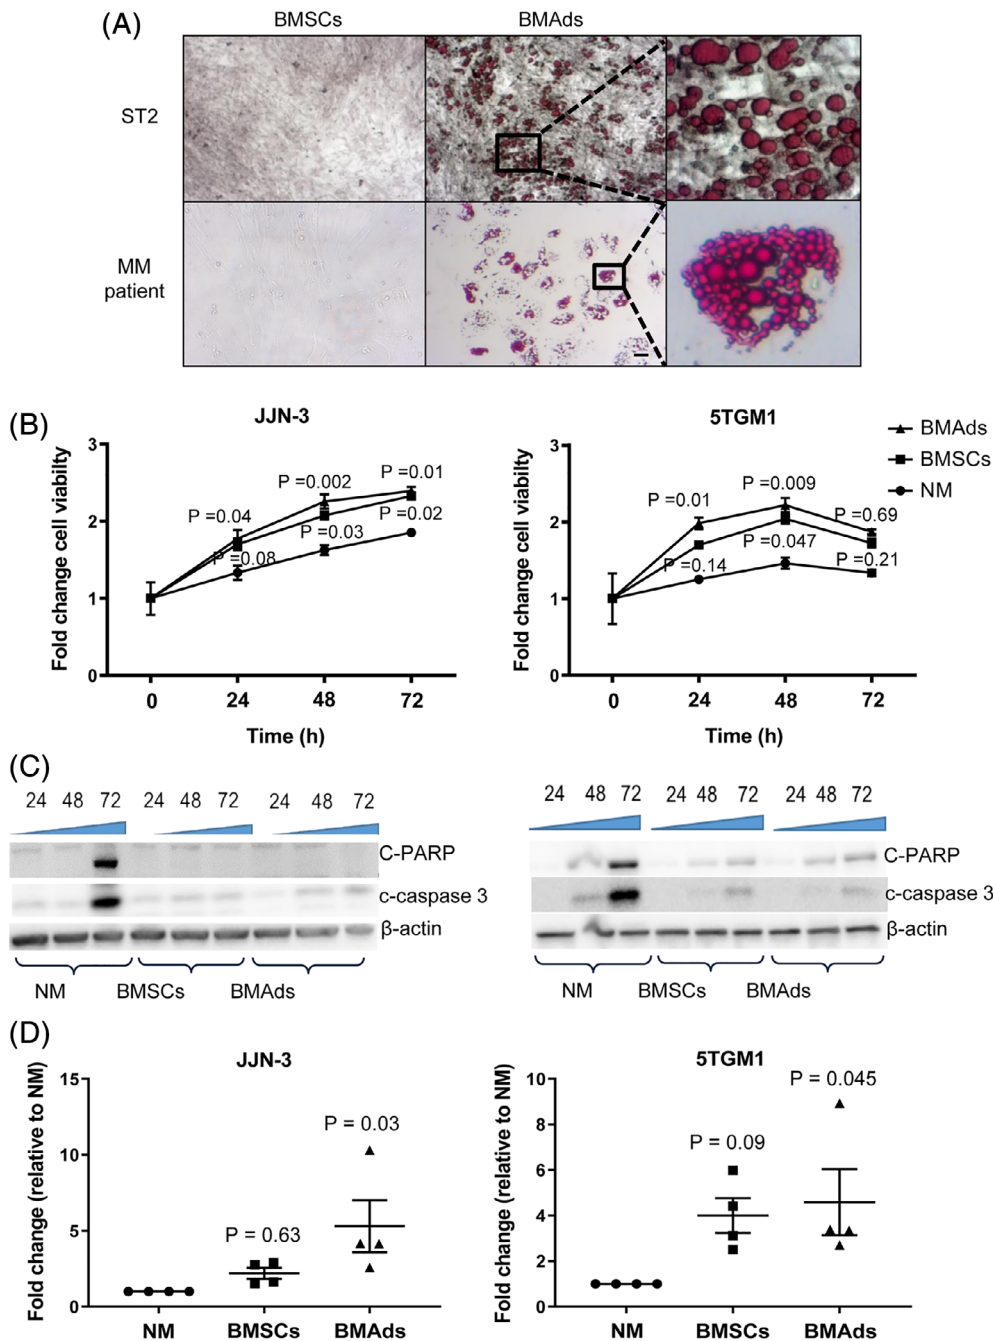 (A)
BMSCs BMAds
ST2
MM
patient
(B)
JJN-3
Fold change cell viabilty
3
2
1
0
P =0.04
P =0.002
P =0.01
P =0.08
P =0.03
P =0.02
0 24 48 72
Time (h)
5TGM1
Fold change cell viabilty
3
2
1
0
P =0.01
P =0.009
P =0.69
P =0.14
P =0.047
P =0.21
0 24 48 72
Time (h)
BMAds
BMSCs
NM
(C)
24 48 72 24 48 72 24 48 72
C-PARP
c-caspase 3
β-actin
NM BMSCs BMAds
24 48 72 24 48 72 24 48 72
C-PARP
c-caspase 3
β-actin
NM BMSCs BMAds
(D)
JJN-3
Fold change (relative to NM)
15
10
5
0
P = 0.63
P = 0.03
NM BMSCs BMAds
5TGM1
Fold change (relative to NM)
10
8
6
4
2
0
P = 0.09
P = 0.045
NM BMSCs BMAds